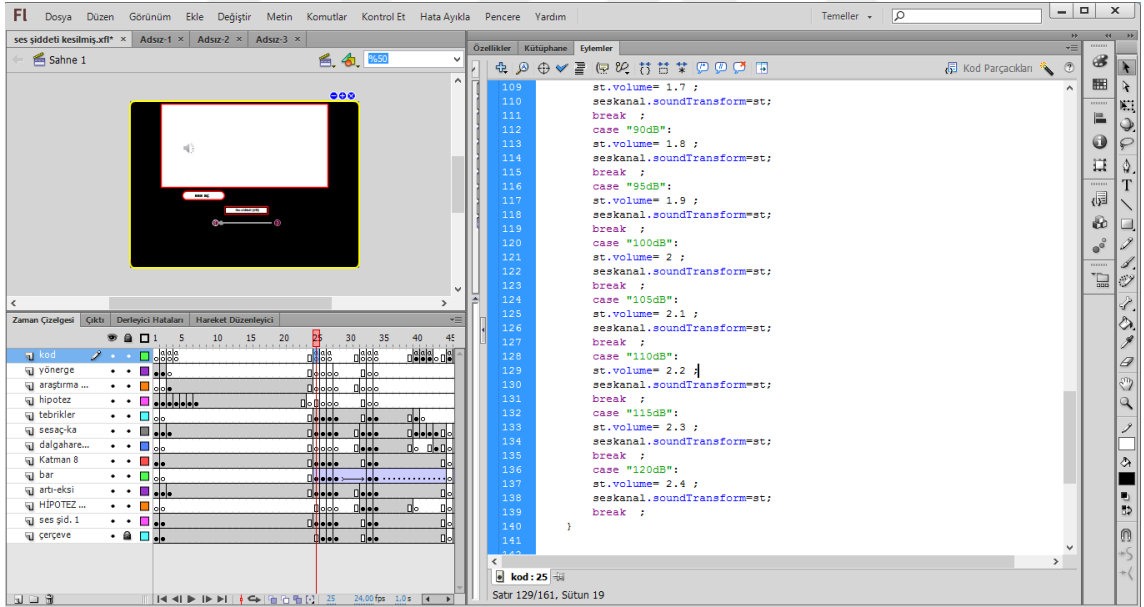 Fl Dosya Düzen Görünüm Ekle Değiştir Metin Komutlar Kontrol Et Hata Ayıkla Pencere Yardım Temeller
ses şiddeti kesilmiş.xfl* × Adsız-1 × Adsız-2 × Adsız-3 ×
Sahne 1 %50
Özellikler Kütüphane Eylemler
Kod Parçacıkları
109 st.volume= 1.7 ;
110 seskanal.soundTransform=st;
111 break ;
112 case "90dB":
113 st.volume= 1.8 ;
114 seskanal.soundTransform=st;
115 break ;
116 case "95dB":
117 st.volume= 1.9 ;
118 seskanal.soundTransform=st;
119 break ;
120 case "100dB":
121 st.volume= 2 ;
122 seskanal.soundTransform=st;
123 break ;
124 case "105dB":
125 st.volume= 2.1 ;
126 seskanal.soundTransform=st;
127 break ;
128 case "110dB":
129 st.volume= 2.2 ;
130 seskanal.soundTransform=st;
131 break ;
132 case "115dB":
133 st.volume= 2.3 ;
134 seskanal.soundTransform=st;
135 break ;
136 case "120dB":
137 st.volume= 2.4 ;
138 seskanal.soundTransform=st;
139 break ;
140 }
141
142
Zaman Çizelgesi Çıktı Derleyici Hataları Hareket Düzenleyici
1 5 10 15 20 25 30 35 40 45
kod
yönerge
araştırma ...
hipotez
tebrikler
sesaç-ka
dalgahare...
Katman 8
bar
artı-eksi
HİPOTEZ ...
ses şid. 1
çerçeve
25 24,00 fps 1,0 s
kod : 25
Satır 129/161, Sütun 19